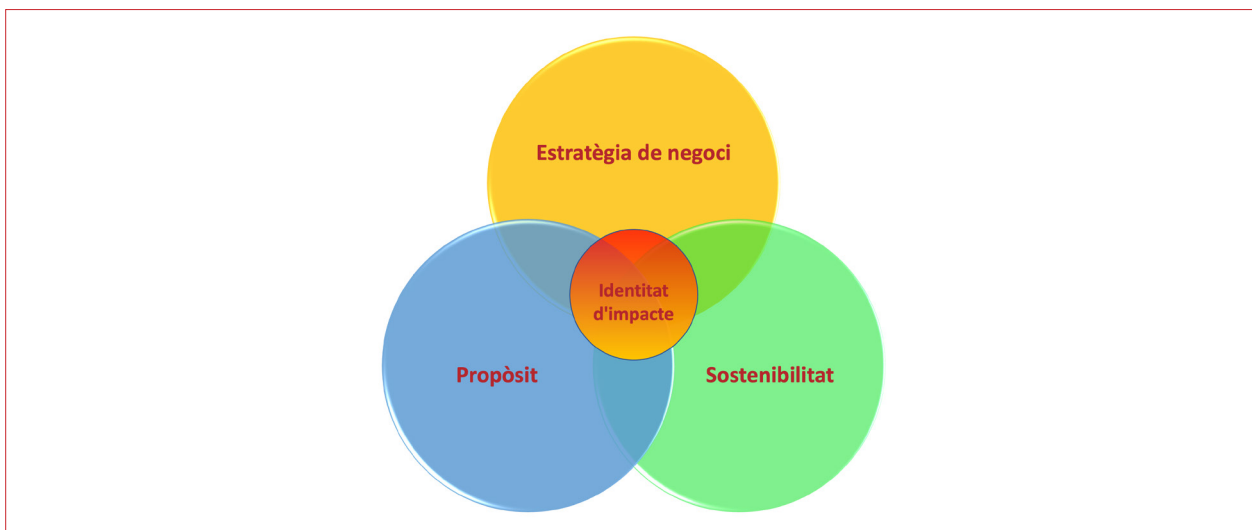 Estratègia de negoci
Identitat
d'impacte
Propòsit
Sostenibilitat